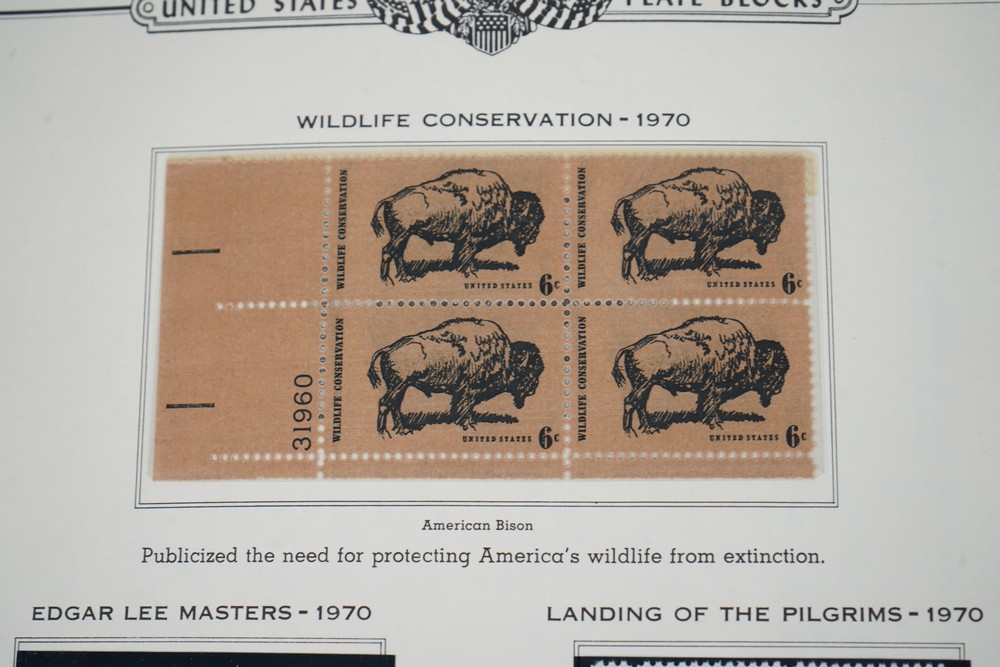 UNITED STATES PLATE BLOCKS
WILDLIFE CONSERVATION - 1970
WILDLIFE CONSERVATION
UNITED STATES 6c
WILDLIFE CONSERVATION
UNITED STATES 6c
31960
WILDLIFE CONSERVATION
UNITED STATES 6c
WILDLIFE CONSERVATION
UNITED STATES 6c
American Bison
Publicized the need for protecting America's wildlife from extinction.
EDGAR LEE MASTERS - 1970
LANDING OF THE PILGRIMS - 1970